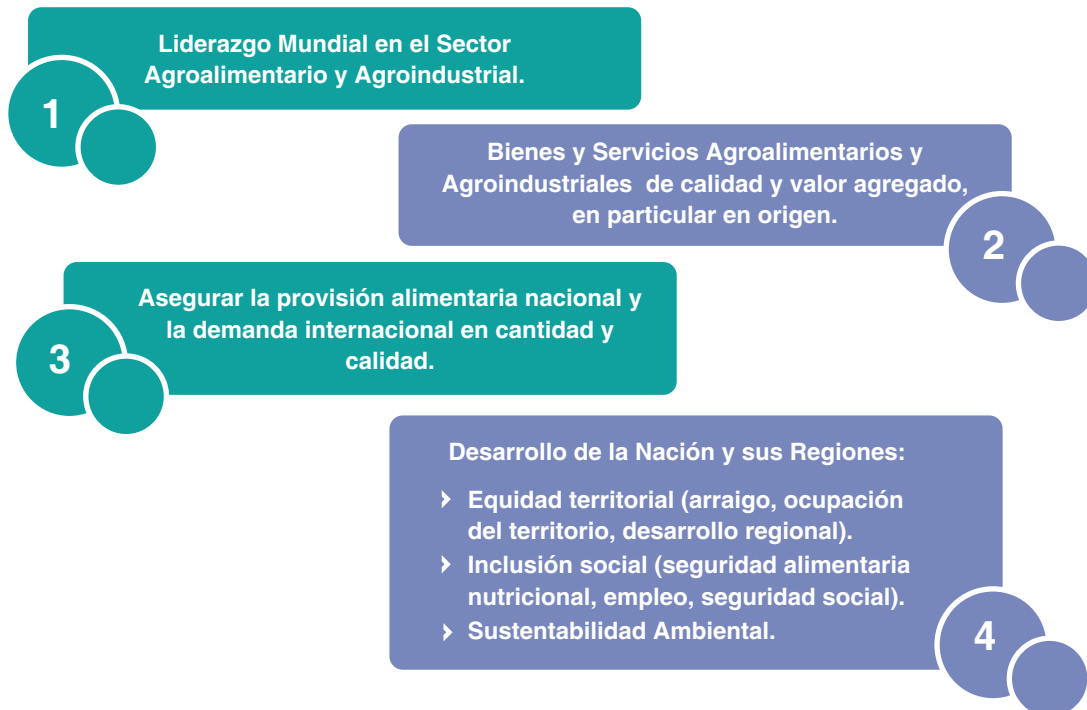 Liderazgo Mundial en el Sector
Agroalimentario y Agroindustrial.
1
Bienes y Servicios Agroalimentarios y
Agroindustriales de calidad y valor agregado,
en particular en origen.
2
Asegurar la provisión alimentaria nacional y
la demanda internacional en cantidad y
calidad.
3
Desarrollo de la Nación y sus Regiones:
Equidad territorial (arraigo, ocupación
del territorio, desarrollo regional).
Inclusión social (seguridad alimentaria
nutricional, empleo, seguridad social).
Sustentabilidad Ambiental.
4